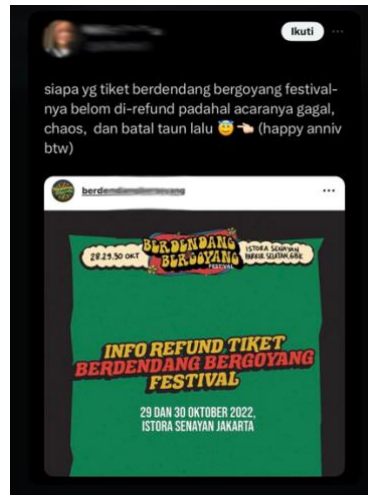 Ikuti
siapa yg tiket berdendang bergoyang festival-
nya belom di-refund padahal acaranya gagal,
chaos, dan batal taun lalu 😇 👈🏻 (happy anniv
btw)
28.29.30 OKT
BERDENDANG
BERGOYANG
FESTIVAL
ISTORA SENAYAN
PARKIR SELATAN, GBK
INFO REFUND TIKET
BERDENDANG BERGOYANG
FESTIVAL
29 DAN 30 OKTOBER 2022,
ISTORA SENAYAN JAKARTA